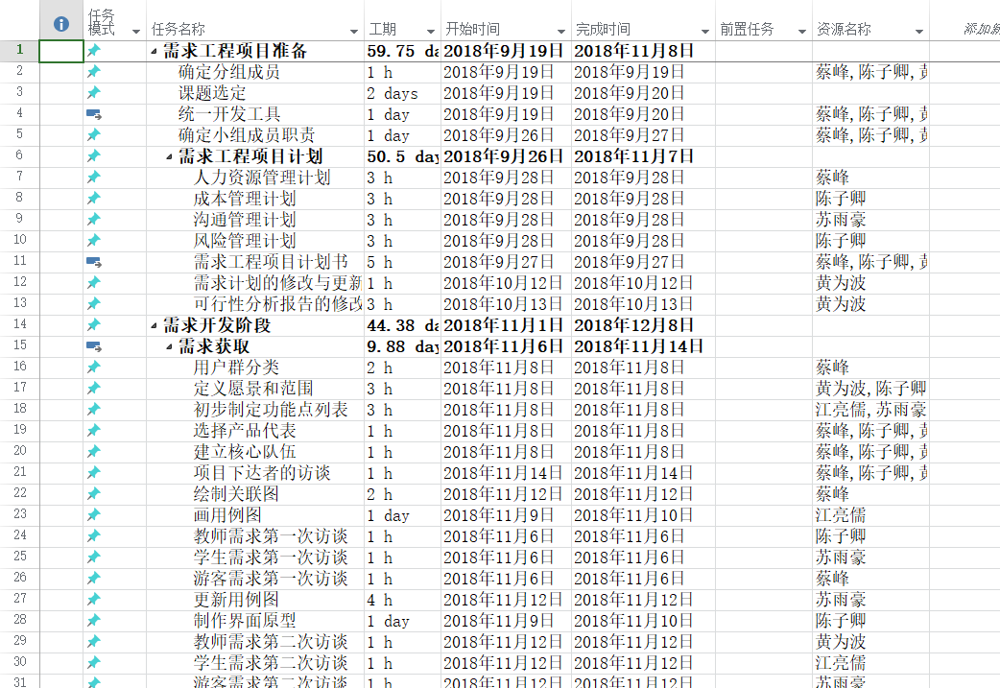 任务模式 任务名称 工期 开始时间 完成时间 前置任务 资源名称 添加新
1 需求工程项目准备 59.75 da 2018年9月19日 2018年11月8日
2 确定分组成员 1 h 2018年9月19日 2018年9月19日 蔡峰,陈子卿,黄
3 课题选定 2 days 2018年9月19日 2018年9月20日
4 统一开发工具 1 day 2018年9月19日 2018年9月20日 蔡峰,陈子卿,黄
5 确定小组成员职责 1 day 2018年9月26日 2018年9月27日 蔡峰,陈子卿,黄
6 需求工程项目计划 50.5 day 2018年9月26日 2018年11月7日
7 人力资源管理计划 3 h 2018年9月28日 2018年9月28日 蔡峰
8 成本管理计划 3 h 2018年9月28日 2018年9月28日 陈子卿
9 沟通管理计划 3 h 2018年9月28日 2018年9月28日 苏雨豪
10 风险管理计划 3 h 2018年9月28日 2018年9月28日 陈子卿
11 需求工程项目计划书 5 h 2018年9月27日 2018年9月27日 蔡峰,陈子卿,黄
12 需求计划的修改与更新 1 h 2018年10月12日 2018年10月12日 黄为波
13 可行性分析报告的修改 3 h 2018年10月13日 2018年10月13日 黄为波
14 需求开发阶段 44.38 da 2018年11月1日 2018年12月8日
15 需求获取 9.88 day 2018年11月6日 2018年11月14日
16 用户群分类 2 h 2018年11月8日 2018年11月8日 蔡峰
17 定义愿景和范围 3 h 2018年11月8日 2018年11月8日 黄为波,陈子卿
18 初步制定功能点列表 3 h 2018年11月8日 2018年11月8日 江亮儒,苏雨豪
19 选择产品代表 1 h 2018年11月8日 2018年11月8日 蔡峰,陈子卿,黄
20 建立核心队伍 1 h 2018年11月8日 2018年11月8日 蔡峰,陈子卿,黄
21 项目下达者的访谈 1 h 2018年11月14日 2018年11月14日 蔡峰,陈子卿,黄
22 绘制关联图 2 h 2018年11月12日 2018年11月12日 蔡峰
23 画用例图 1 day 2018年11月9日 2018年11月10日 江亮儒
24 教师需求第一次访谈 1 h 2018年11月6日 2018年11月6日 陈子卿
25 学生需求第一次访谈 1 h 2018年11月6日 2018年11月6日 苏雨豪
26 游客需求第一次访谈 1 h 2018年11月6日 2018年11月6日 蔡峰
27 更新用例图 4 h 2018年11月12日 2018年11月12日 苏雨豪
28 制作界面原型 1 day 2018年11月9日 2018年11月10日 陈子卿
29 教师需求第二次访谈 1 h 2018年11月12日 2018年11月12日 黄为波
30 学生需求第二次访谈 1 h 2018年11月12日 2018年11月12日 江亮儒
31 游客需求第二次访谈 1 h 2018年11月12日 2018年11月12日 苏雨豪